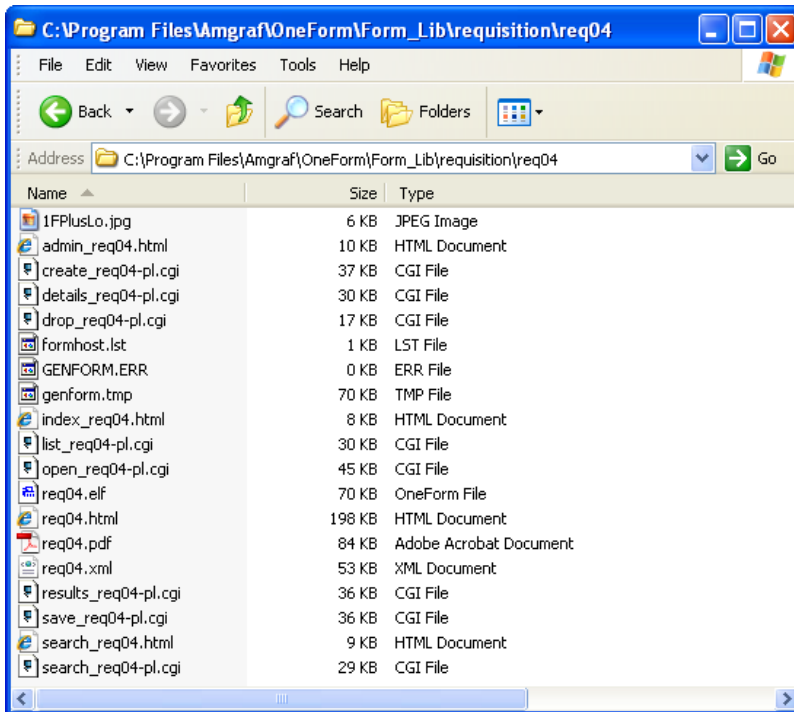 C:\Program Files\Amgraf\OneForm\Form_Lib\requisition\req04
File Edit View Favorites Tools Help
Back Search Folders
Address C:\Program Files\Amgraf\OneForm\Form_Lib\requisition\req04 Go
Name Size Type
1FPlusLo.jpg 6 KB JPEG Image
admin_req04.html 10 KB HTML Document
create_req04-pl.cgi 37 KB CGI File
details_req04-pl.cgi 30 KB CGI File
drop_req04-pl.cgi 17 KB CGI File
formhost.lst 1 KB LST File
GENFORM.ERR 0 KB ERR File
genform.tmp 70 KB TMP File
index_req04.html 8 KB HTML Document
list_req04-pl.cgi 30 KB CGI File
open_req04-pl.cgi 45 KB CGI File
req04.elf 70 KB OneForm File
req04.html 198 KB HTML Document
req04.pdf 84 KB Adobe Acrobat Document
req04.xml 53 KB XML Document
results_req04-pl.cgi 36 KB CGI File
save_req04-pl.cgi 36 KB CGI File
search_req04.html 9 KB HTML Document
search_req04-pl.cgi 29 KB CGI File